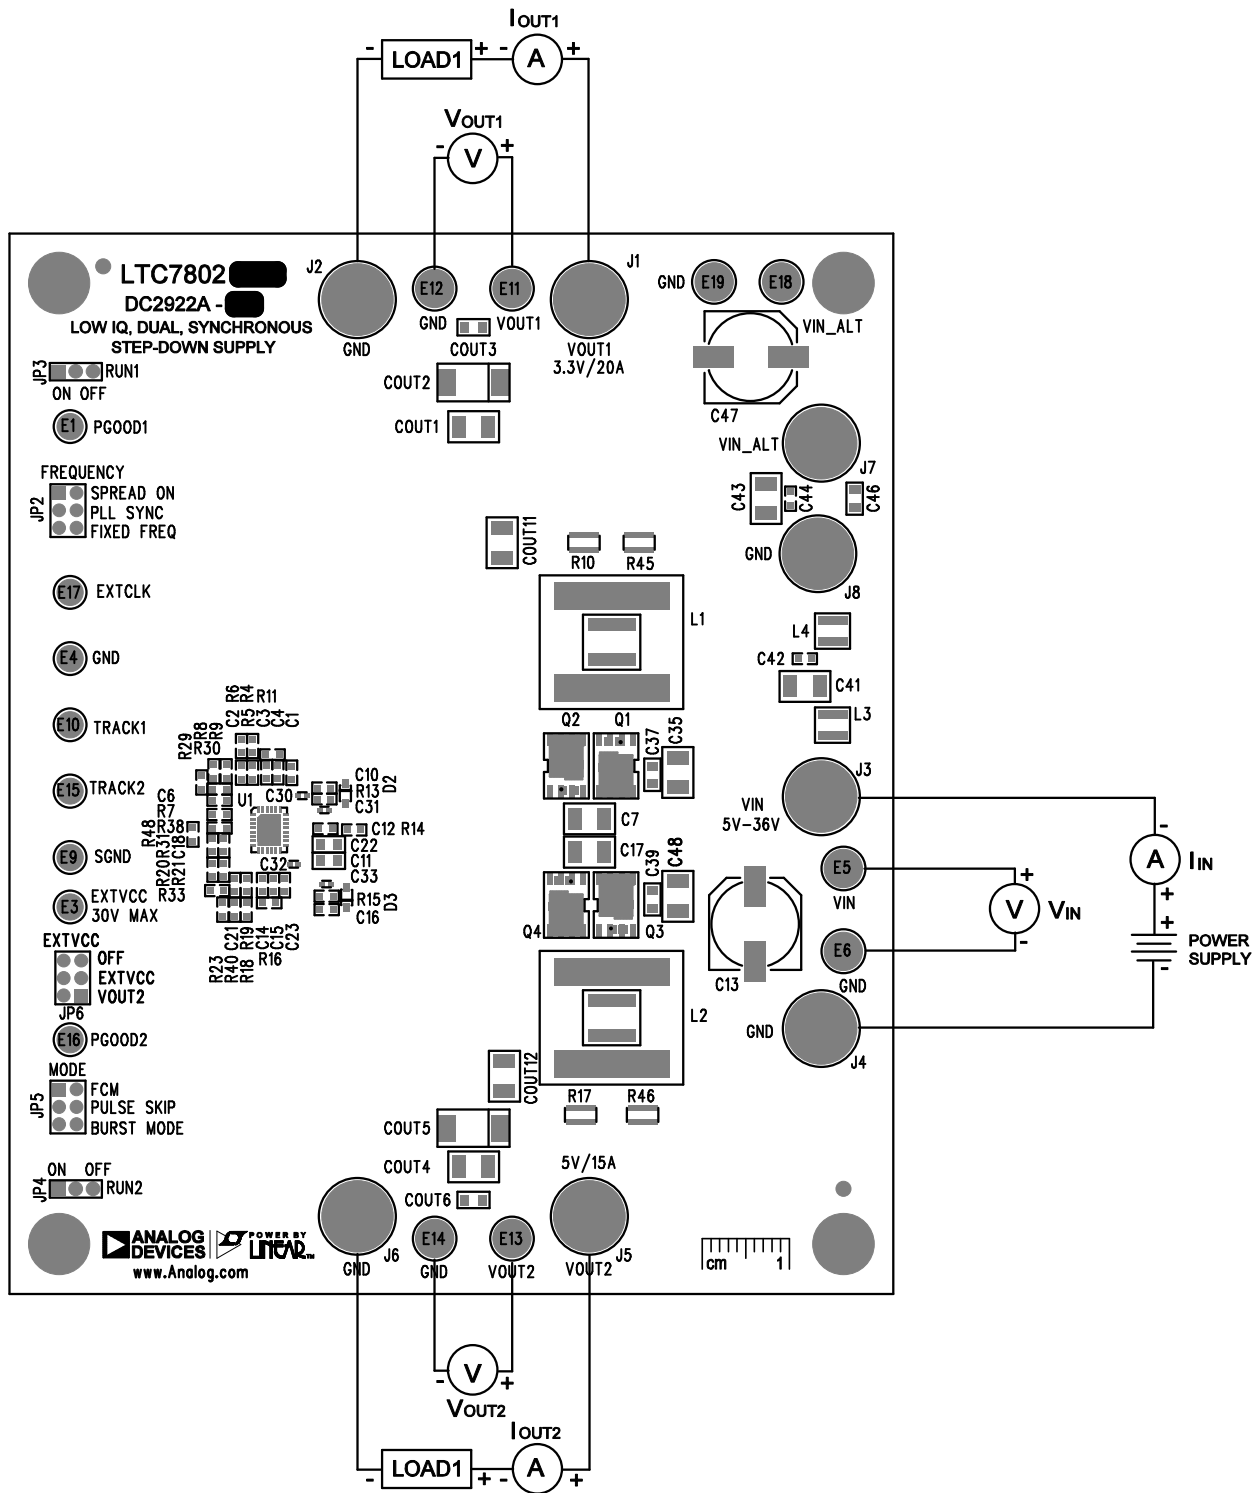 IOUT1
- LOAD1 + - A +
VOUT1
- V +
LTC7802
DC2922A -
LOW IQ, DUAL, SYNCHRONOUS
STEP-DOWN SUPPLY
J2
GND
E12
GND
E11
VOUT1
J1
VOUT1
3.3V/20A
GND
E19
E18
VIN_ALT
COUT3
COUT2
COUT1
C47
JP3
RUN1
ON OFF
E1
PGOOD1
FREQUENCY
JP2
SPREAD ON
PLL SYNC
FIXED FREQ
VIN_ALT
J7
C43
C44
C46
GND
J8
COUT11
R10
R45
L1
L4
C42
C41
L3
E17
EXTCLK
E4
GND
E10
TRACK1
E15
TRACK2
E9
SGND
E3
EXTVCC
30V MAX
R29
R8
R30
R9
C2
R6
R5
R4
C3
R11
C4
C1
C6
R7
R38
R48
R31
C18
R20
R21
R33
U1
C30
C10
R13
D2
C31
C12
R14
C22
C11
C32
C33
R15
D3
C16
R23
R40
C21
R18
R19
C14
R16
C15
C23
Q2
Q1
C37
C35
C7
C17
C39
C48
Q4
Q3
J3
VIN
5V-36V
E5
VIN
E6
GND
C13
GND
J4
-
A
IIN
+
+
V
VIN
-
+
POWER
SUPPLY
-
L2
EXTVCC
OFF
EXTVCC
VOUT2
JP6
E16
PGOOD2
MODE
JP5
FCM
PULSE SKIP
BURST MODE
COUT12
R17
R46
COUT5
COUT4
COUT6
5V/15A
ON OFF
JP4
RUN2
ANALOG
DEVICES
POWER BY
LINEAR™
www.Analog.com
J6
GND
E14
GND
E13
VOUT2
J5
VOUT2
cm 1
- V +
VOUT2
IOUT2
- LOAD1 + - A +